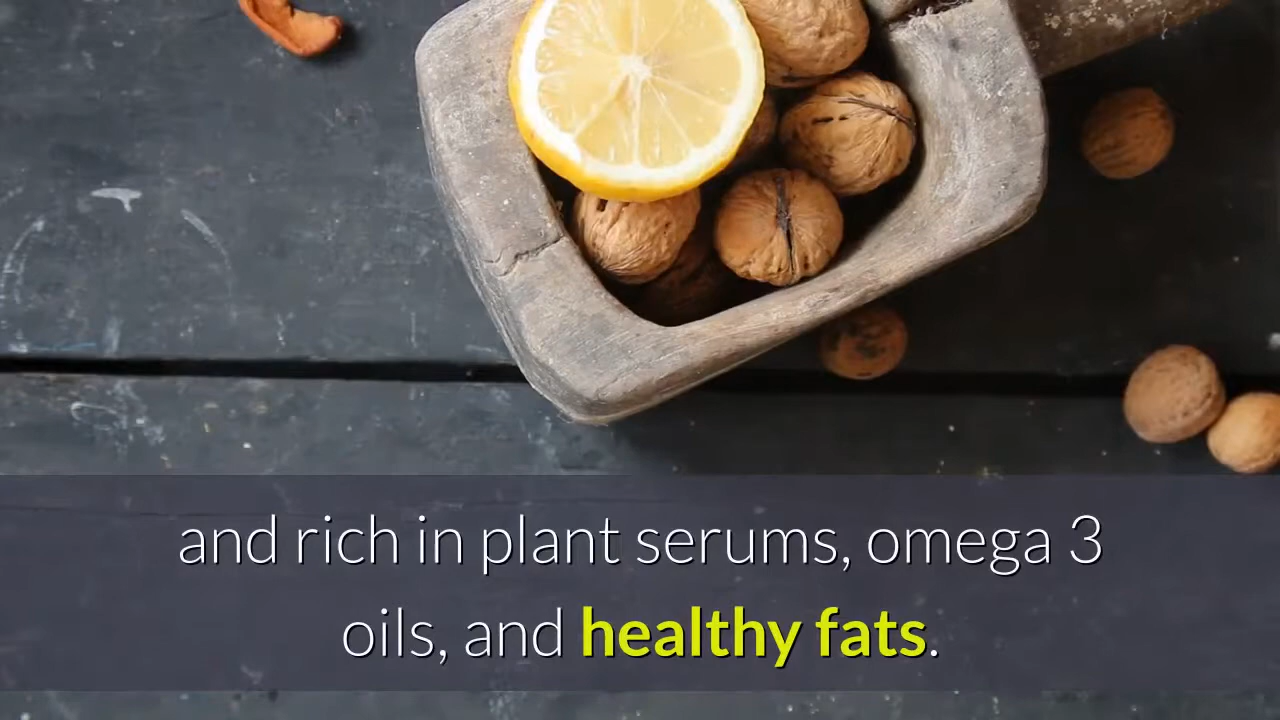 and rich in plant serums, omega 3
oils, and healthy fats.